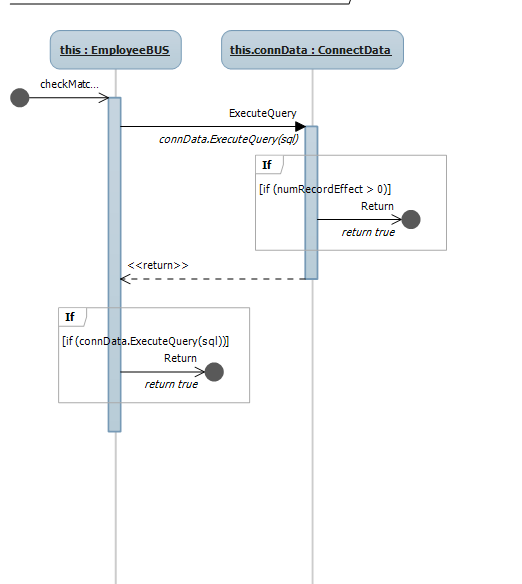 this : EmployeeBUS
this.connData : ConnectData
checkMatc...
ExecuteQuery
connData.ExecuteQuery(sql)
If
[if (numRecordEffect > 0)]
Return
return true
<<return>>
If
[if (connData.ExecuteQuery(sql))]
Return
return true